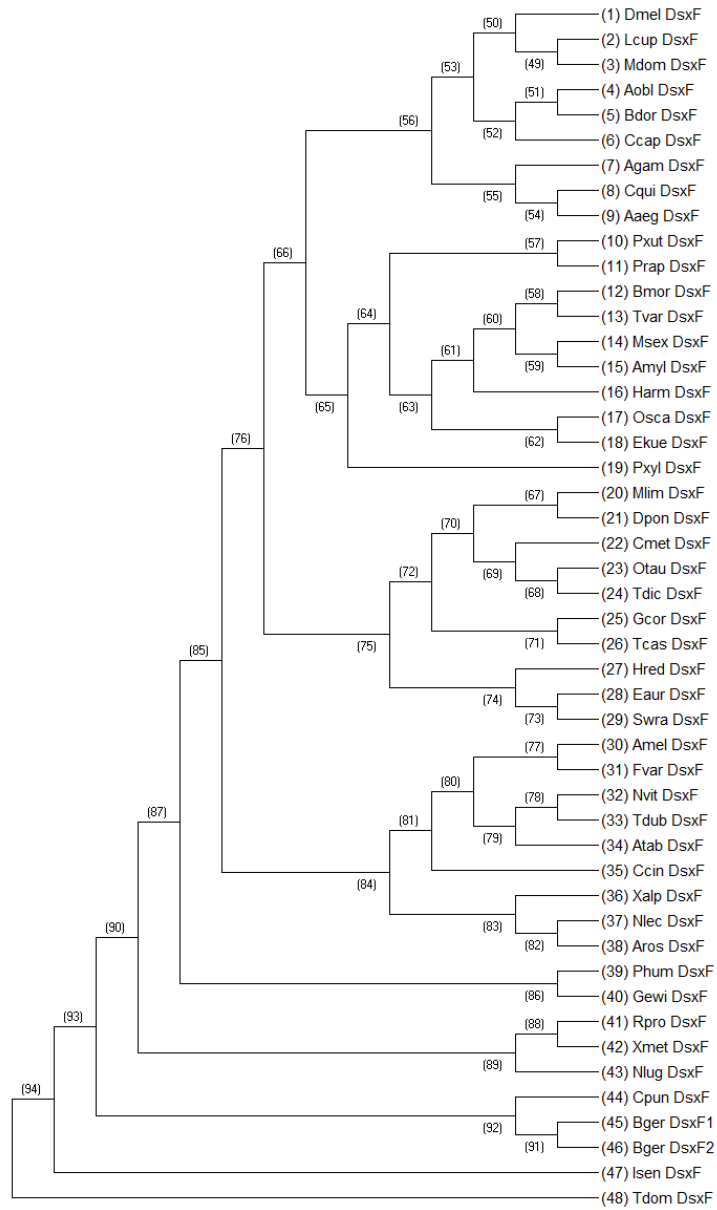 (1) Dmel DsxF
(50)
(2) Lcup DsxF
(49)
(3) Mdom DsxF
(53)
(51)
(4) Aobl DsxF
(5) Bdor DsxF
(56)
(52)
(6) Ccap DsxF
(7) Agam DsxF
(55)
(8) Cqui DsxF
(54)
(9) Aaeg DsxF
(57)
(10) Pxut DsxF
(66)
(11) Prap DsxF
(58)
(12) Bmor DsxF
(64)
(60)
(13) Tvar DsxF
(14) Msex DsxF
(61)
(59)
(15) Amyl DsxF
(16) Harm DsxF
(65)
(63)
(17) Osca DsxF
(76)
(62)
(18) Ekue DsxF
(19) Pxyl DsxF
(67)
(20) Mlim DsxF
(21) Dpon DsxF
(70)
(22) Cmet DsxF
(72)
(69)
(23) Otau DsxF
(68)
(24) Tdic DsxF
(25) Gcor DsxF
(75)
(71)
(26) Tcas DsxF
(85)
(27) Hred DsxF
(74)
(28) Eaur DsxF
(73)
(29) Swra DsxF
(77)
(30) Amel DsxF
(31) Fvar DsxF
(80)
(78)
(32) Nvit DsxF
(87)
(81)
(33) Tdub DsxF
(79)
(34) Atab DsxF
(35) Ccin DsxF
(84)
(36) Xalp DsxF
(83)
(37) Nlec DsxF
(90)
(82)
(38) Aros DsxF
(39) Phum DsxF
(86)
(40) Gewi DsxF
(93)
(88)
(41) Rpro DsxF
(42) Xmet DsxF
(89)
(43) Nlug DsxF
(94)
(44) Cpun DsxF
(92)
(45) Bger DsxF1
(91)
(46) Bger DsxF2
(47) Isen DsxF
(48) Tdom DsxF